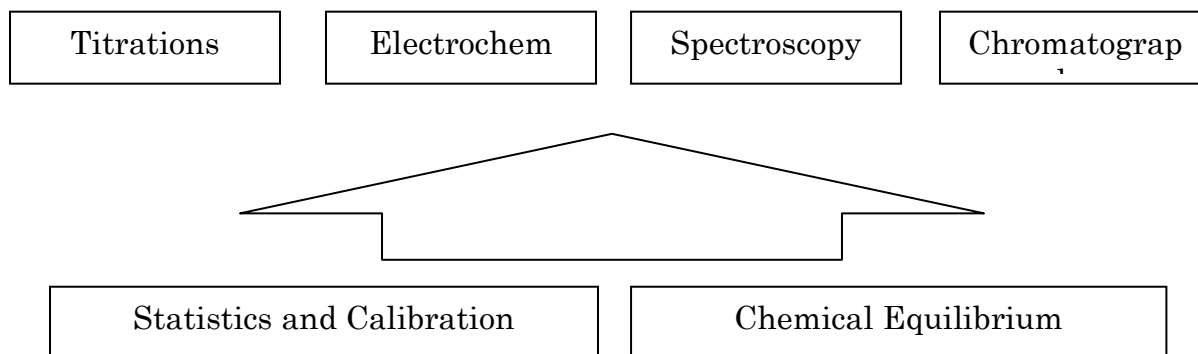 Titrations
Electrochem
Spectroscopy
Chromatograp
Statistics and Calibration
Chemical Equilibrium